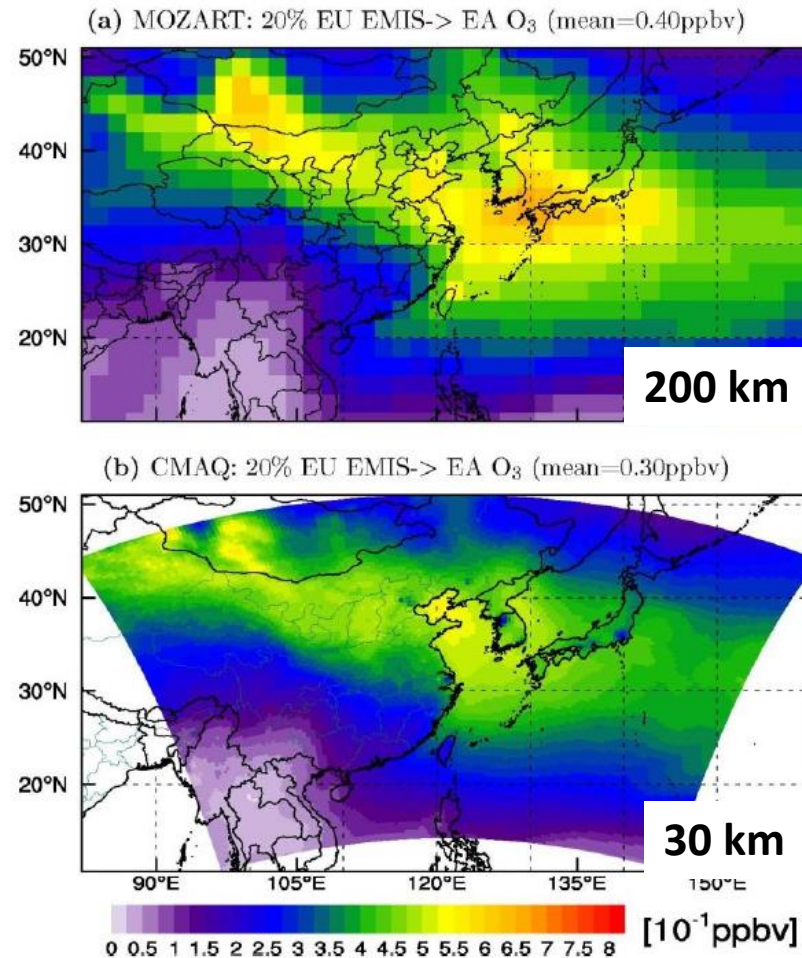 (a) MOZART: 20% EU EMIS-> EA O₃ (mean=0.40ppbv)
50°N
40°N
30°N
20°N
200 km
(b) CMAQ: 20% EU EMIS-> EA O₃ (mean=0.30ppbv)
50°N
40°N
30°N
20°N
30 km
90°E 105°E 120°E 135°E 150°E
0 0.5 1 1.5 2 2.5 3 3.5 4 4.5 5 5.5 6 6.5 7 7.5 8 [10⁻¹ppbv]